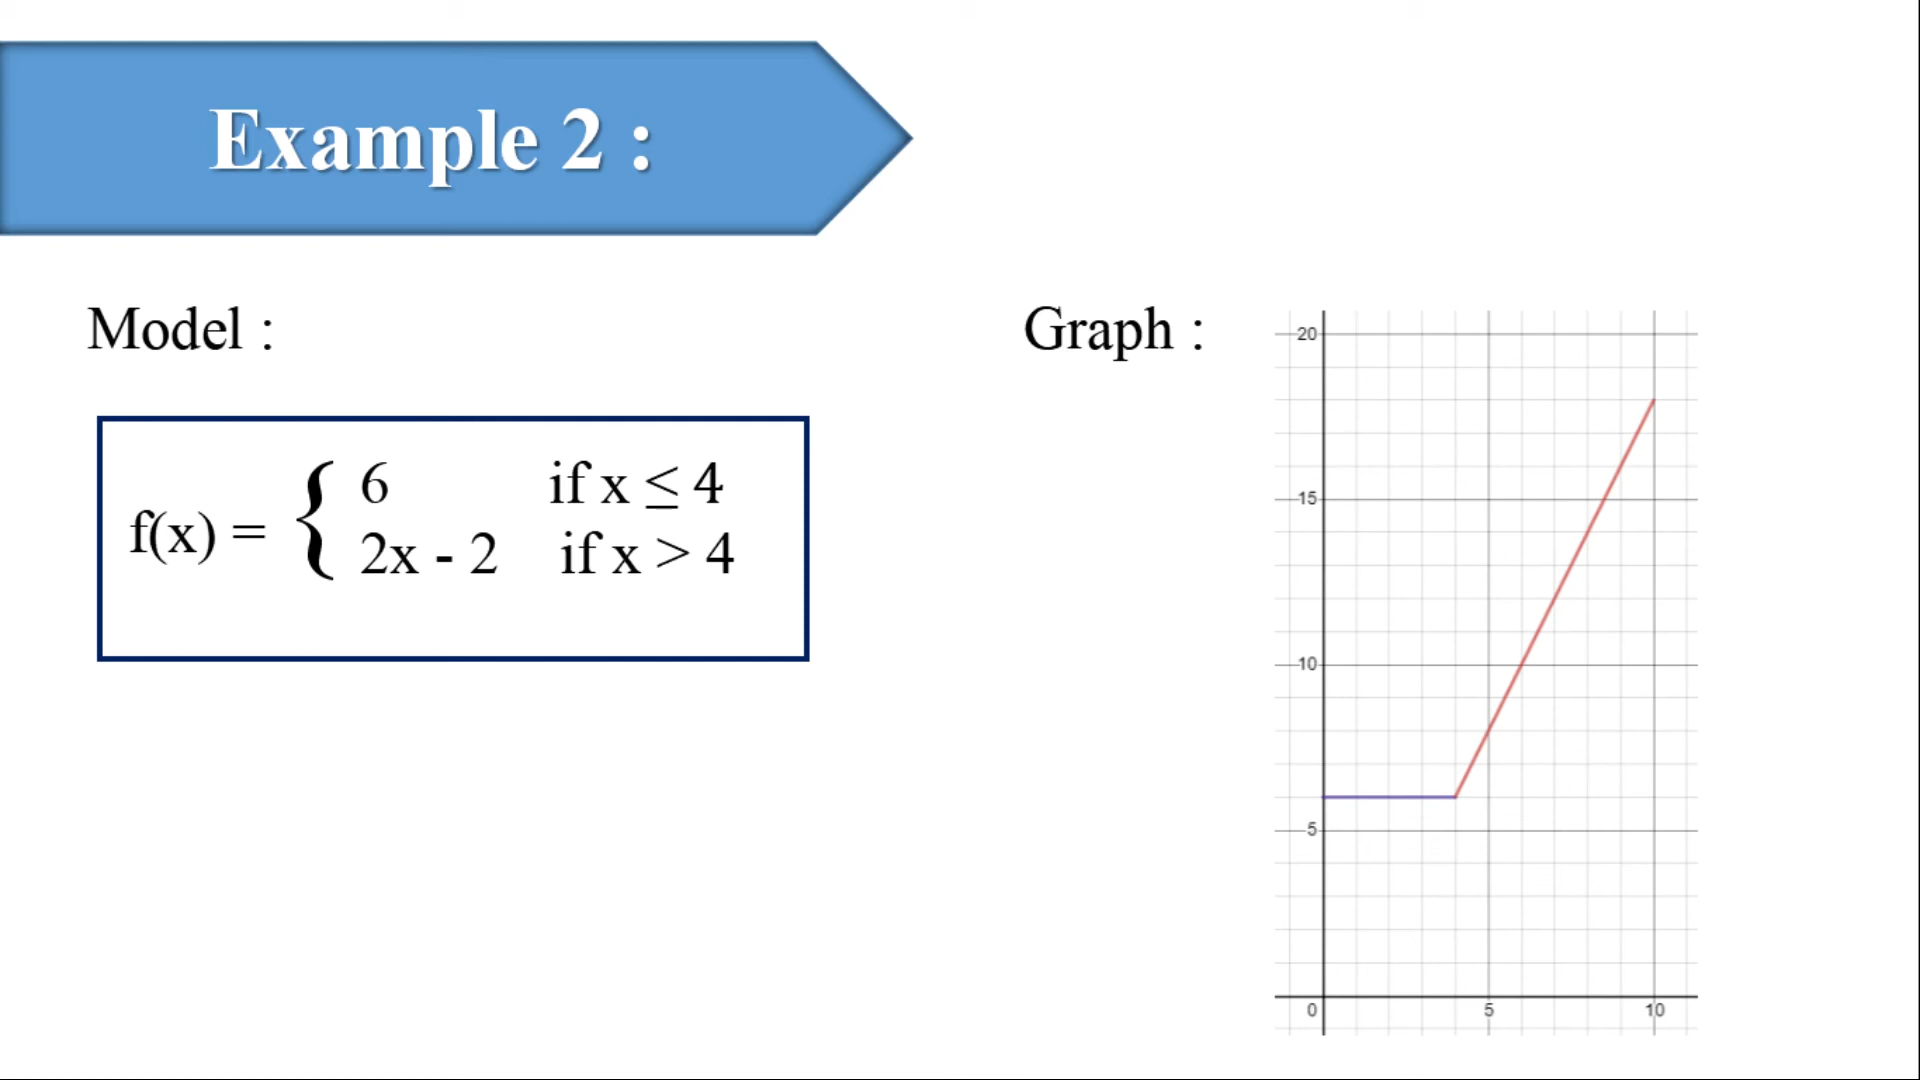 Example 2 :
Model :
f(x) = { 6 if x ≤ 4
2x - 2 if x > 4
Graph :
20
15
10
5
0 5 10